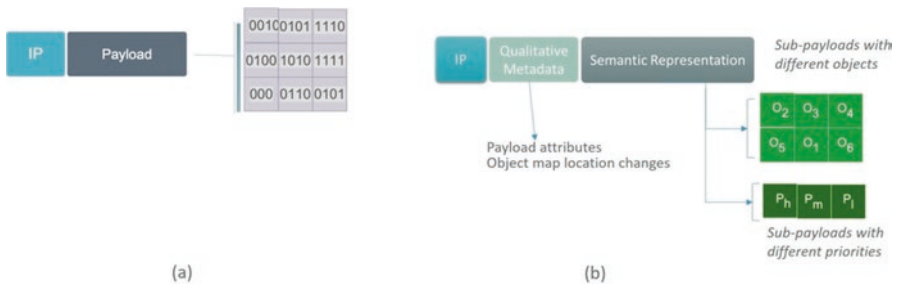 IP Payload
0010 0101 1110
0100 1010 1111
000 0110 0101
(a)
IP Qualitative Metadata Semantic Representation
Sub-payloads with
different objects
Payload attributes
Object map location changes
O2 O3 O4
O5 O1 O6
Ph Pm Pl
Sub-payloads with
different priorities
(b)